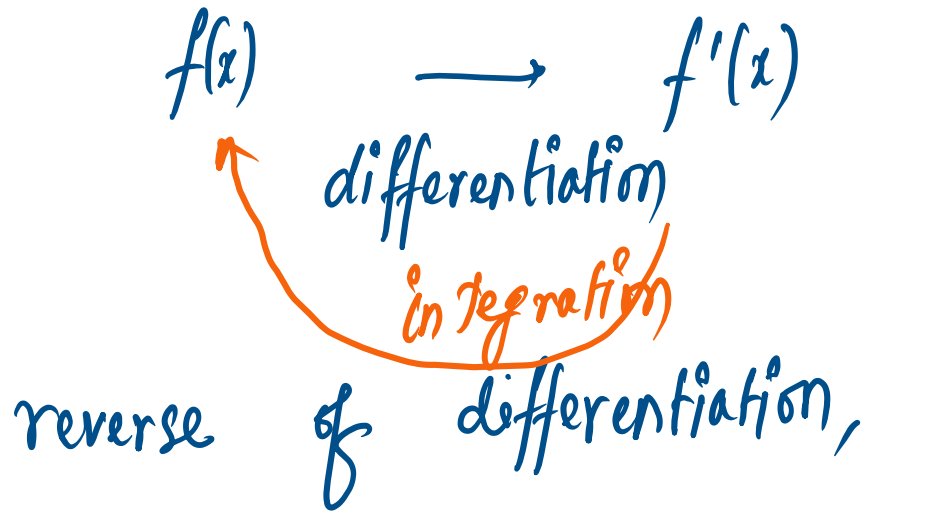 f(x) → f'(x)
differentiation
integration
reverse of differentiation,